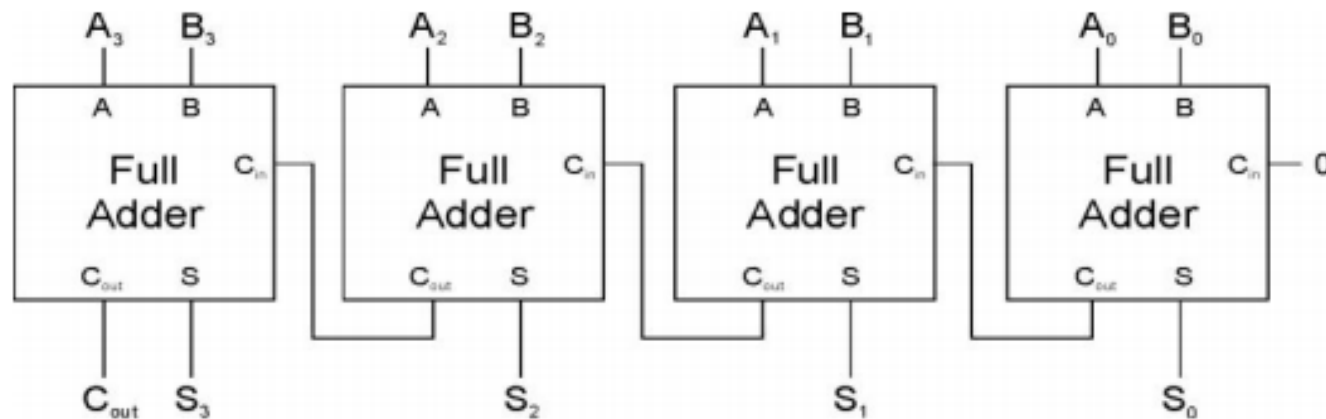 A₃ B₃ A₂ B₂ A₁ B₁ A₀ B₀
A B A B A B A B
Full Adder Cᵢₙ Full Adder Cᵢₙ Full Adder Cᵢₙ Full Adder Cᵢₙ 0
Cₒᵤₜ S Cₒᵤₜ S Cₒᵤₜ S Cₒᵤₜ S
Cₒᵤₜ S₃ S₂ S₁ S₀